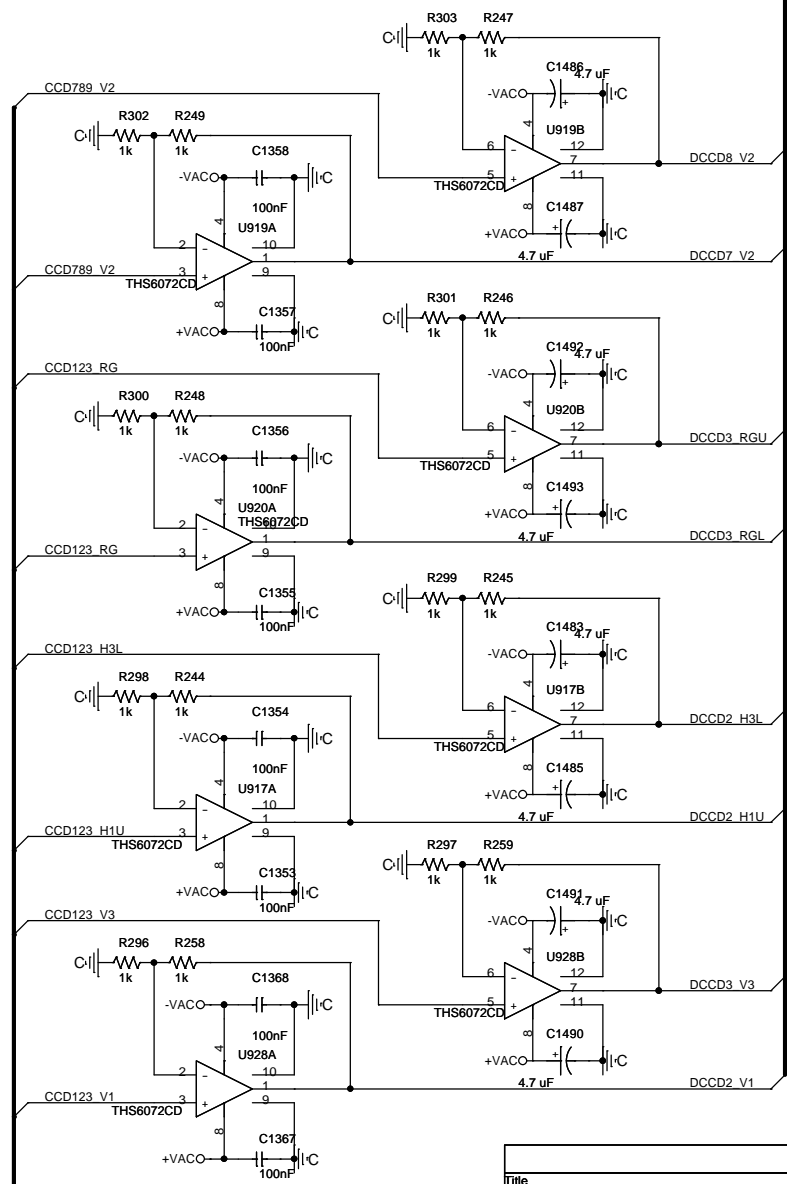 R303 R247
C 1k 1k
C1486 4.7 uF
-VAC C
CCD789_V2
R302 R249
C 1k 1k
4
U919B
C1358
6 12
7 DCCD8_V2
-VAC C
5 11
THS6072CD
100nF
8 C1487
4 U919A
+VAC C
2 10
1 4.7 uF DCCD7_V2
CCD789_V2 3 9
THS6072CD
R301 R246
8 C1357
C 1k 1k
+VAC C
100nF
C1492 4.7 uF
CCD123_RG
-VAC C
R300 R248
C 1k 1k
4
U920B
C1356
6 12
7 DCCD3_RGU
-VAC C
5 11
THS6072CD
100nF
8 C1493
4 U920A
+VAC C
THS6072CD
2 10
1 4.7 uF DCCD3_RGL
CCD123_RG 3 9
R299 R245
8 C1355
C 1k 1k
+VAC C
100nF
C1483 4.7 uF
CCD123_H3L
-VAC C
R298 R244
C 1k 1k
4
U917B
C1354
6 12
7 DCCD2_H3L
-VAC C
5 11
THS6072CD
100nF
8 C1485
4 U917A
+VAC C
2 10
1 4.7 uF DCCD2_H1U
CCD123_H1U 3 9
THS6072CD
R297 R259
8 C1353
C 1k 1k
+VAC C
100nF
C1491 4.7 uF
CCD123_V3
-VAC C
R296 R258
C 1k 1k
4
U928B
C1368
6 12
7 DCCD3_V3
-VAC C
5 11
THS6072CD
100nF
8 C1490
4 U928A
+VAC C
2 10
1 4.7 uF DCCD2_V1
CCD123_V1 3 9
THS6072CD
8 C1367
+VAC C
100nF
Title